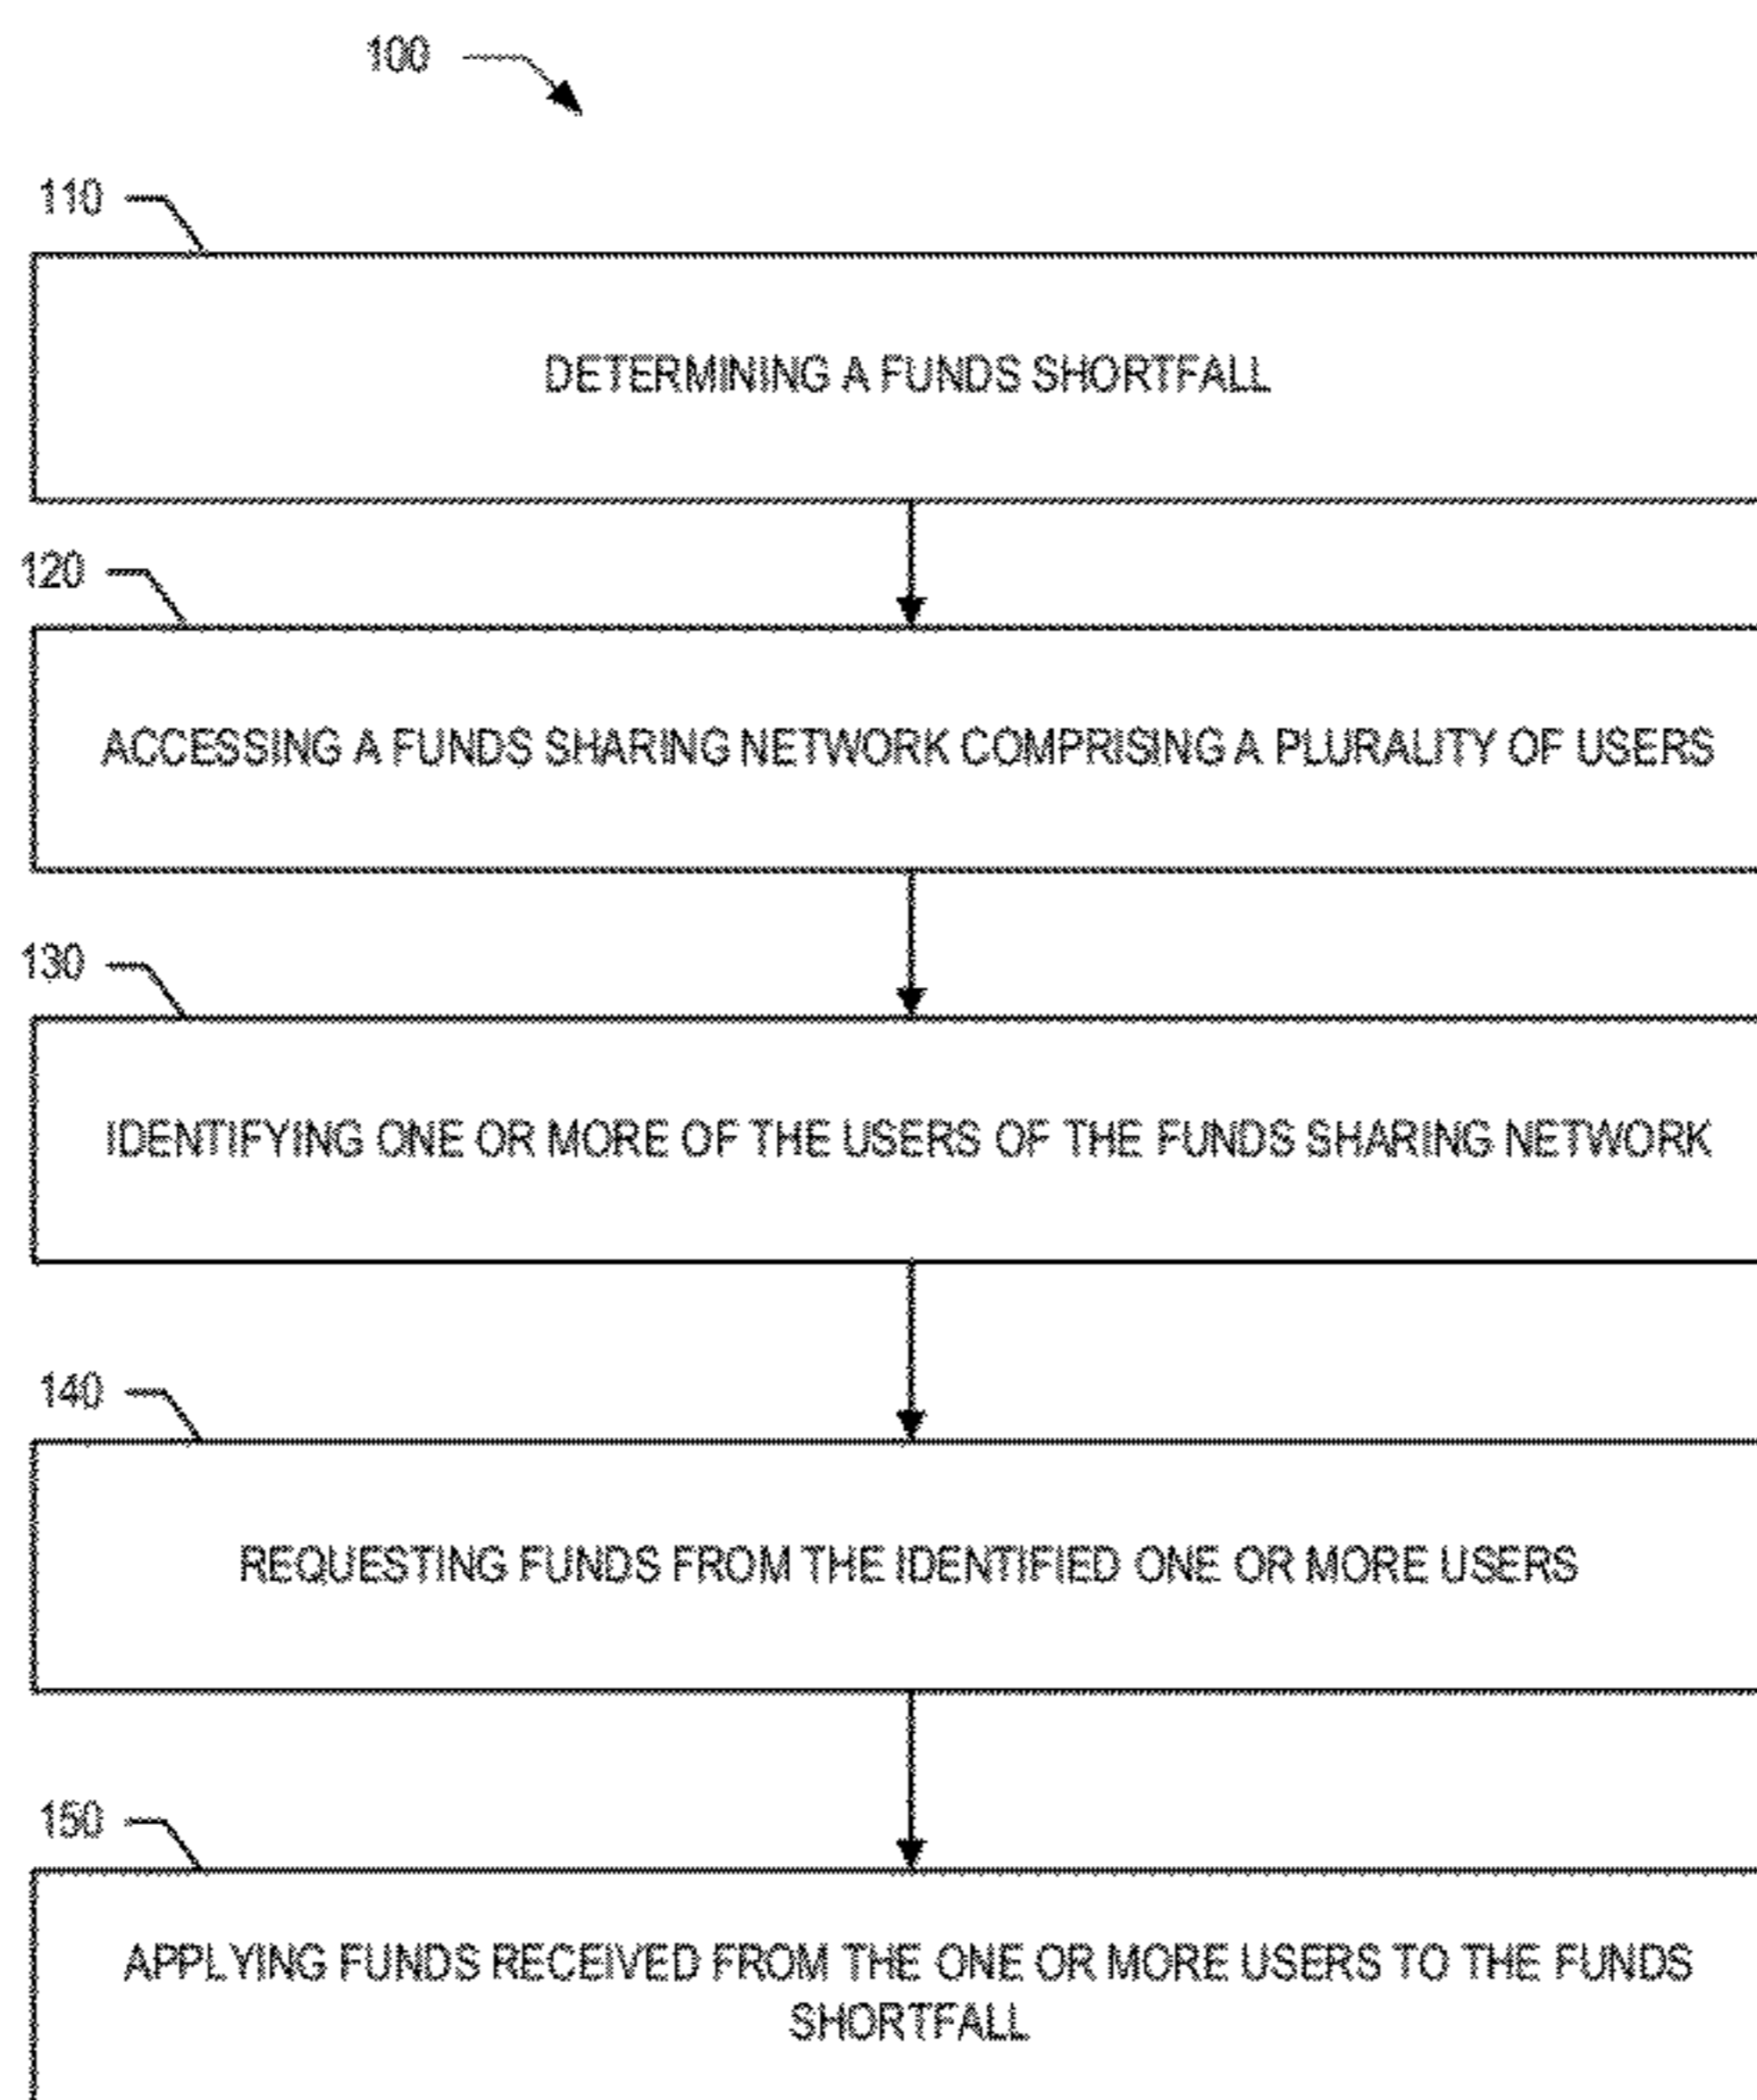 100
110
DETERMINING A FUNDS SHORTFALL
120
ACCESSING A FUNDS SHARING NETWORK COMPRISING A PLURALITY OF USERS
130
IDENTIFYING ONE OR MORE OF THE USERS OF THE FUNDS SHARING NETWORK
140
REQUESTING FUNDS FROM THE IDENTIFIED ONE OR MORE USERS
150
APPLYING FUNDS RECEIVED FROM THE ONE OR MORE USERS TO THE FUNDS
SHORTFALL